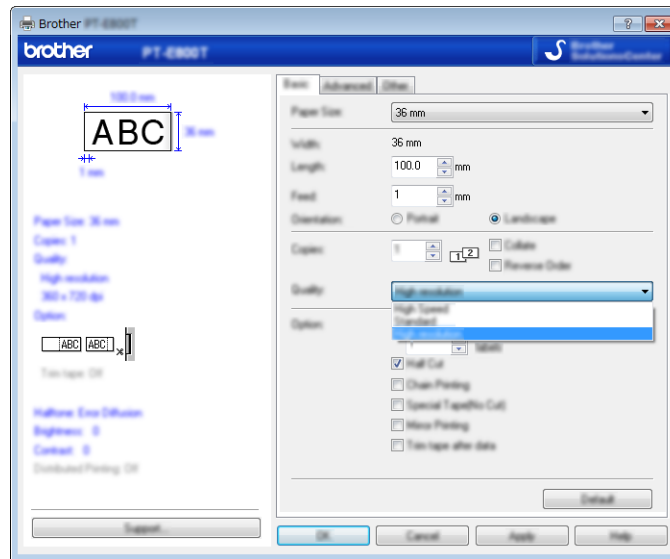 Brother PT-E800T
brother PT-E800T Brother SolutionsCenter
Basic Advanced Other
100.0 mm
ABC
36 mm
1 mm
Paper Size: 36 mm
Copies: 1
Quality:
High resolution
360 x 720 dpi
Option:
ABC ABC
Trim tape: Off
Halftone: Error Diffusion
Brightness: 0
Contrast: 0
Distributed Printing: Off
Support...
Paper Size: 36 mm
Width: 36 mm
Length: 100.0 mm
Feed: 1 mm
Orientation: Portrait Landscape
Copies: 1 1 2 Collate
Reverse Order
Quality: High resolution
High Speed
Standard
High resolution
Option: 1 labels
Half Cut
Chain Printing
Special Tape(No Cut)
Mirror Printing
Trim tape after data
Default
OK Cancel Apply Help